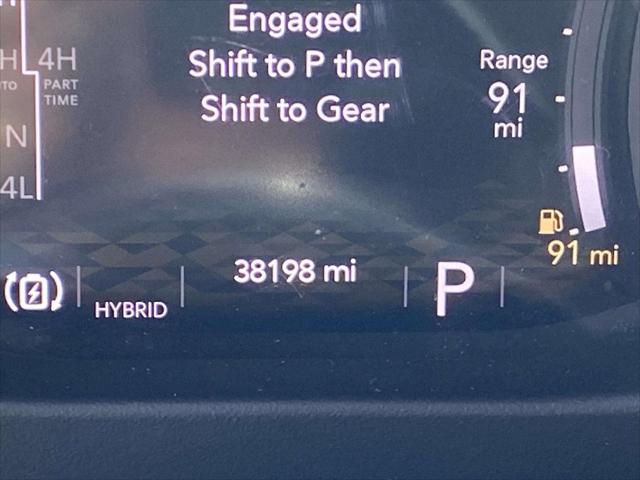 Engaged
Shift to P then
Shift to Gear
4H
PART
TIME
N
4L
Range
91
mi
91 mi
38198 mi
HYBRID
P